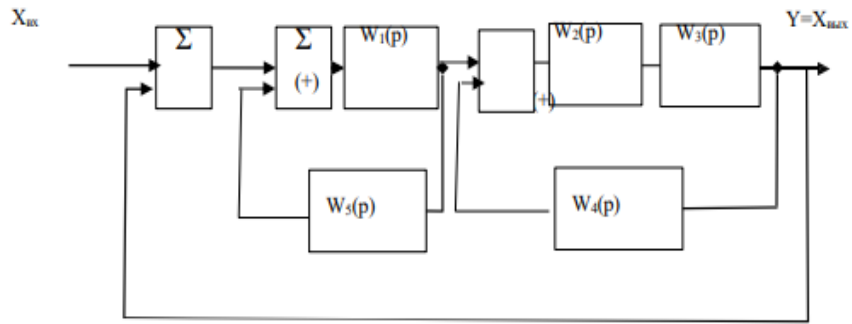 Xвх
Σ
Σ
(+)
W₁(p)
(+)
W₂(p)
W₃(p)
Y=Xвых
W₅(p)
W₄(p)